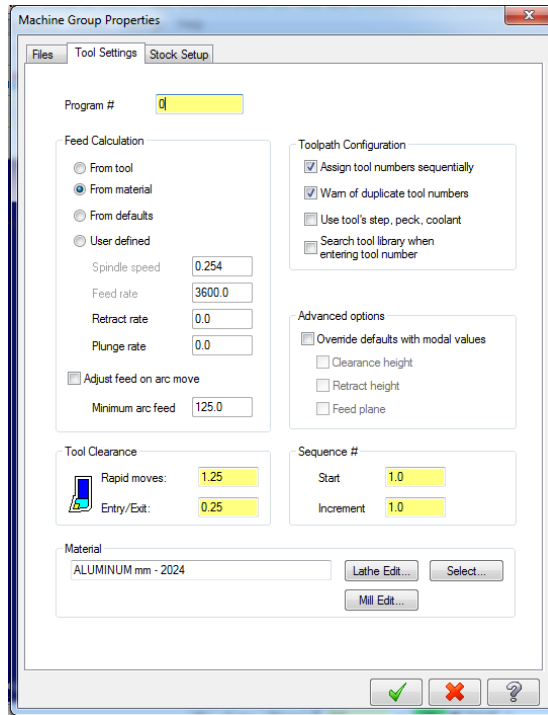 Machine Group Properties
Files Tool Settings Stock Setup
Program # 0
Feed Calculation
From tool
From material
From defaults
User defined
Spindle speed 0.254
Feed rate 3600.0
Retract rate 0.0
Plunge rate 0.0
Adjust feed on arc move
Minimum arc feed 125.0
Toolpath Configuration
Assign tool numbers sequentially
Warn of duplicate tool numbers
Use tool's step, peck, coolant
Search tool library when
entering tool number
Advanced options
Override defaults with modal values
Clearance height
Retract height
Feed plane
Tool Clearance
Rapid moves: 1.25
Entry/Exit: 0.25
Sequence #
Start 1.0
Increment 1.0
Material
ALUMINUM mm - 2024 Lathe Edit... Select...
Mill Edit...